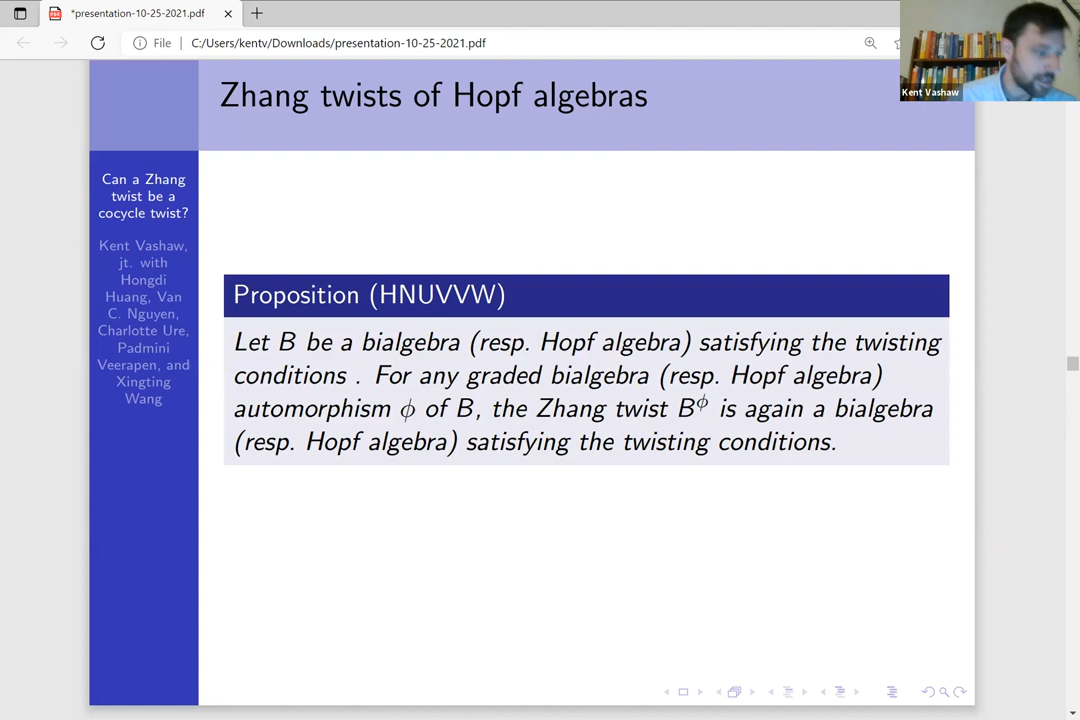 *presentation-10-25-2021.pdf
File
C:/Users/kentv/Downloads/presentation-10-25-2021.pdf
Kent Vashaw
Zhang twists of Hopf algebras
Can a Zhang
twist be a
cocycle twist?
Kent Vashaw,
jt. with
Hongdi
Huang, Van
C. Nguyen,
Charlotte Ure,
Padmini
Veerapen, and
Xingting
Wang
Proposition (HNUVVW)
Let B be a bialgebra (resp. Hopf algebra) satisfying the twisting
conditions . For any graded bialgebra (resp. Hopf algebra)
automorphism ϕ of B, the Zhang twist B^ϕ is again a bialgebra
(resp. Hopf algebra) satisfying the twisting conditions.